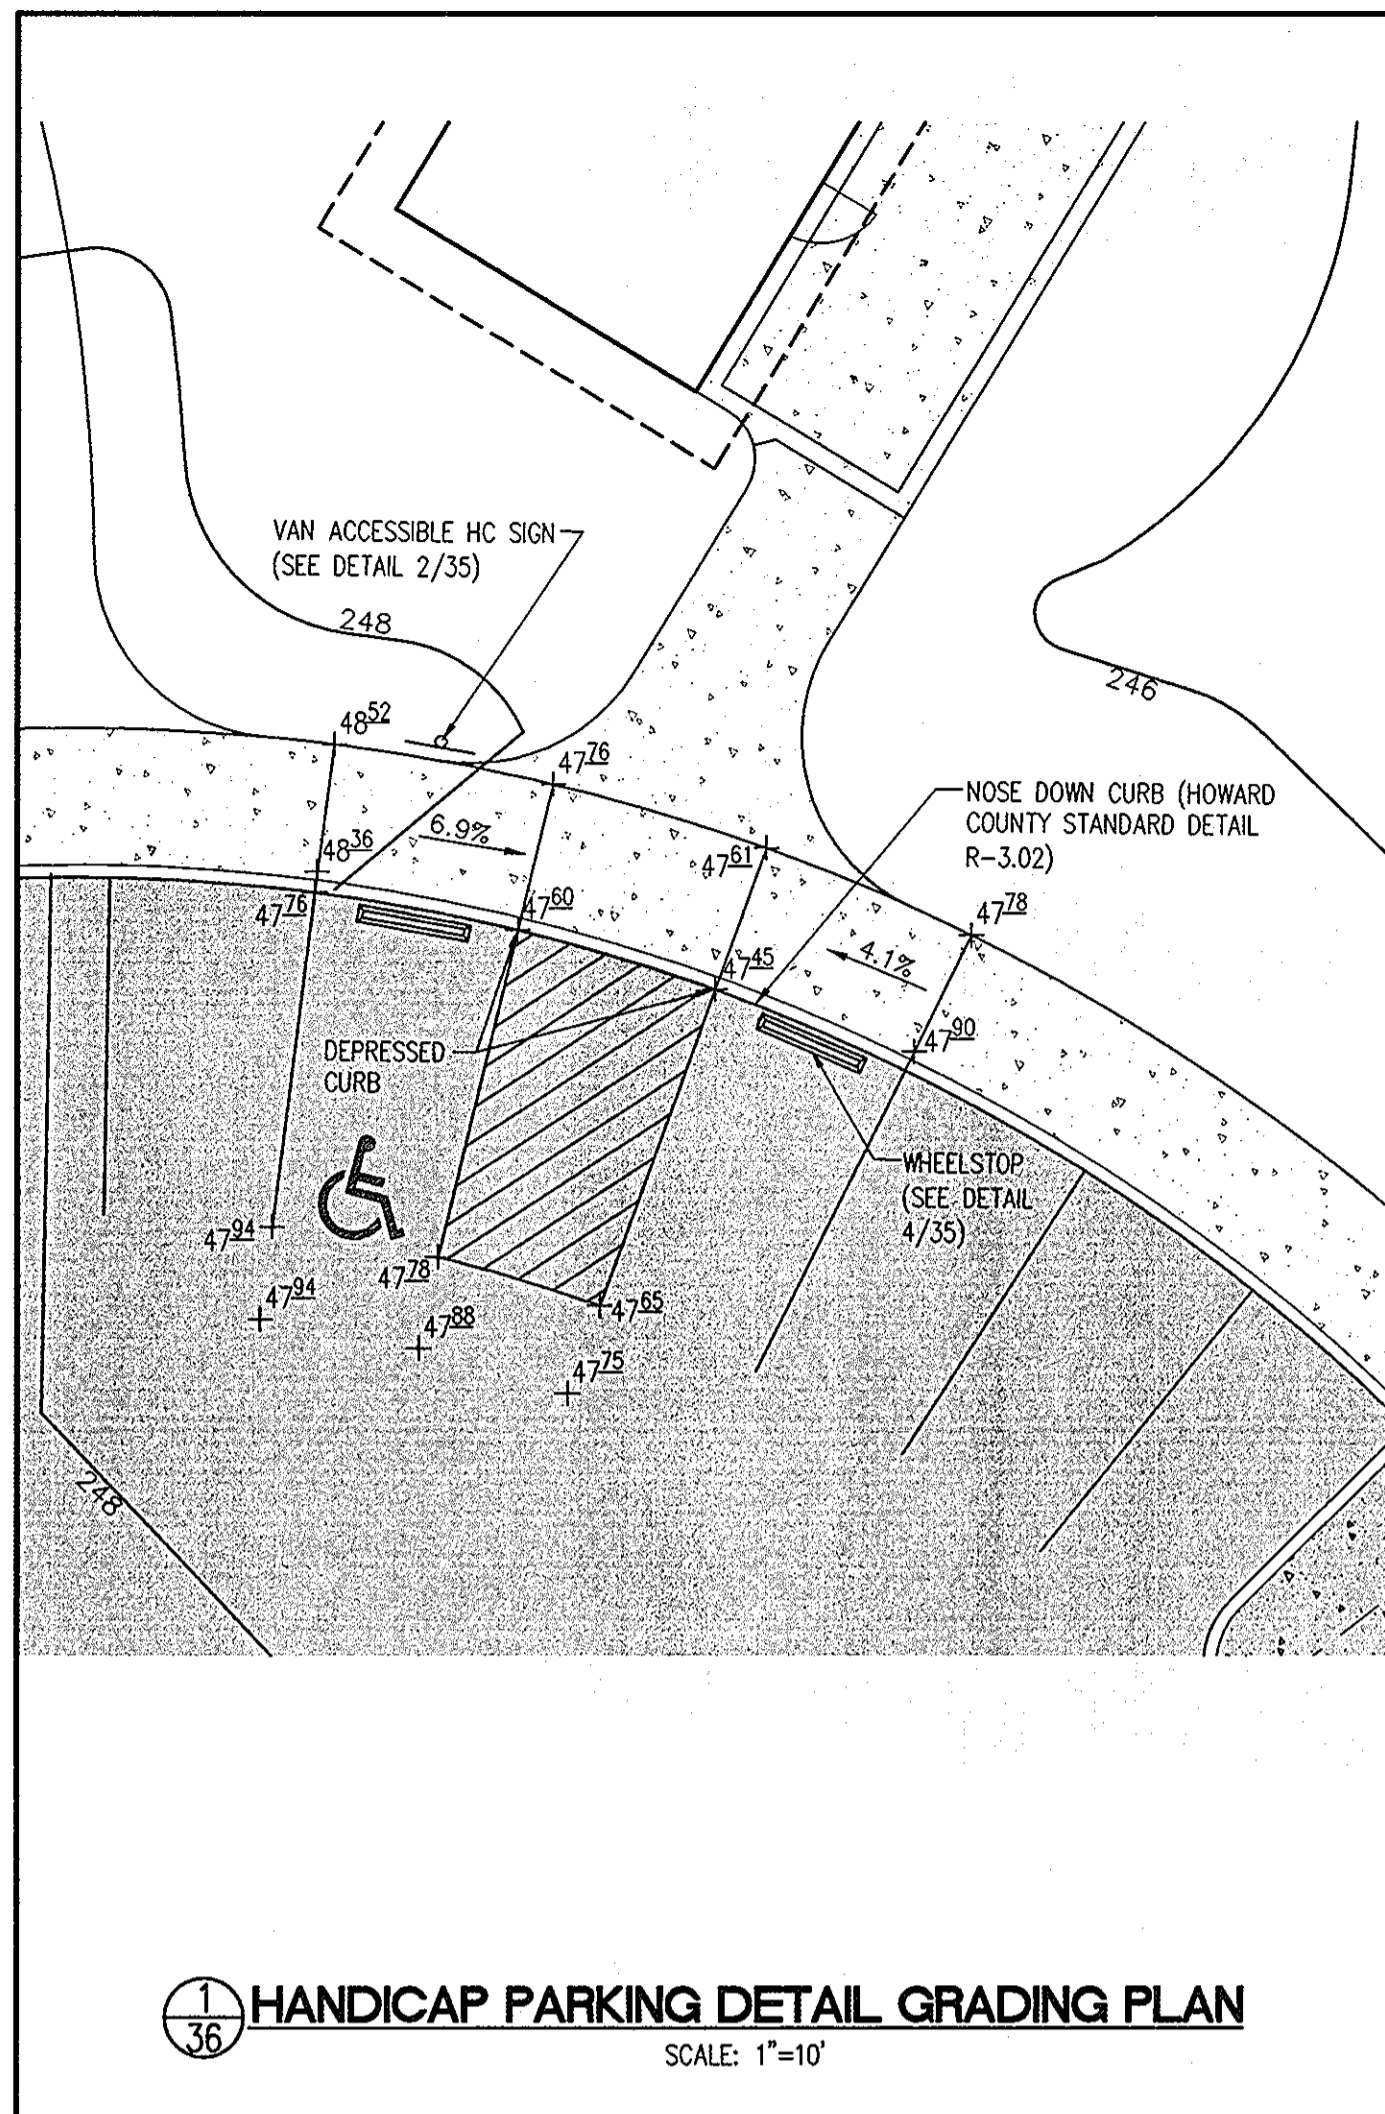 VAN ACCESSIBLE HC SIGN
(SEE DETAIL 2/35)
248
246
48 52
47 76
6.9%
48 36
47 61
NOSE DOWN CURB (HOWARD
COUNTY STANDARD DETAIL
R-3.02)
47 76
47 60
47 78
47 45
4.1%
47 90
DEPRESSED
CURB
WHEELSTOP
(SEE DETAIL
4/35)
47 94
47 78
47 94
47 65
47 88
47 75
248
1
36
HANDICAP PARKING DETAIL GRADING PLAN
SCALE: 1"=10'